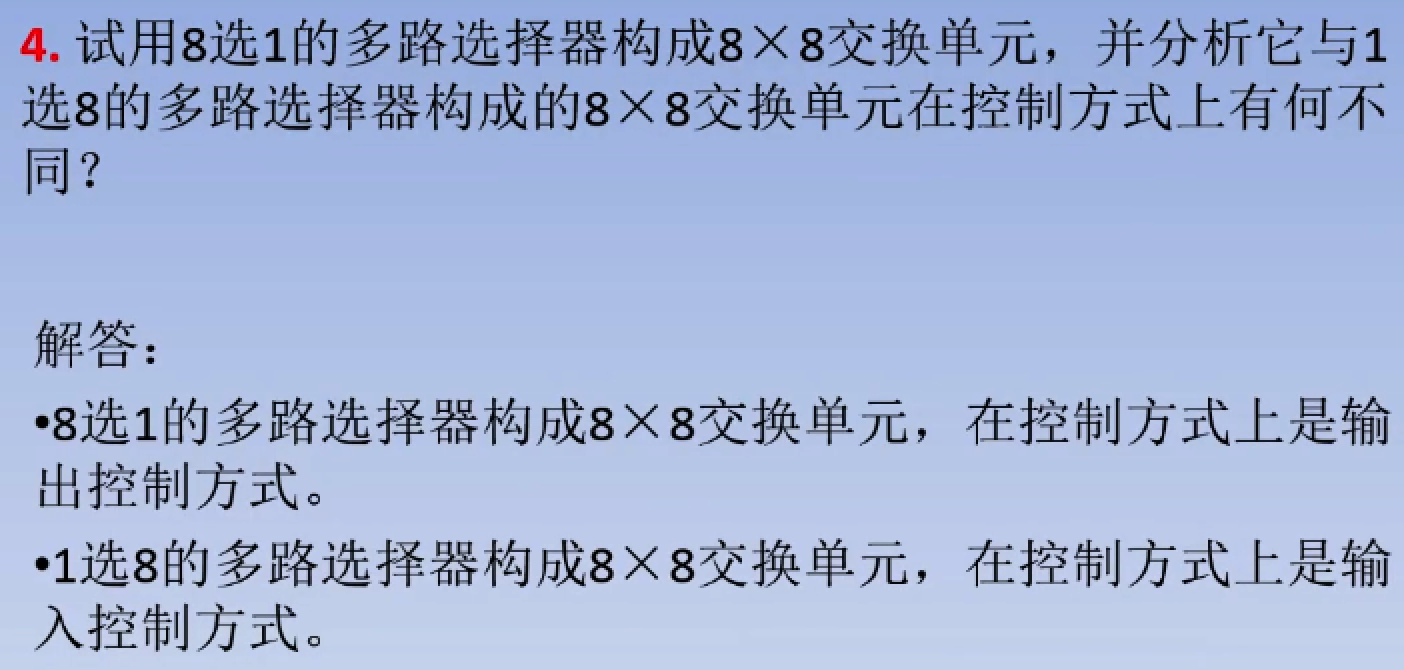 4. 试用8选1的多路选择器构成8×8交换单元，并分析它与1
选8的多路选择器构成的8×8交换单元在控制方式上有何不
同？
解答：
•8选1的多路选择器构成8×8交换单元，在控制方式上是输
出控制方式。
•1选8的多路选择器构成8×8交换单元，在控制方式上是输
入控制方式。